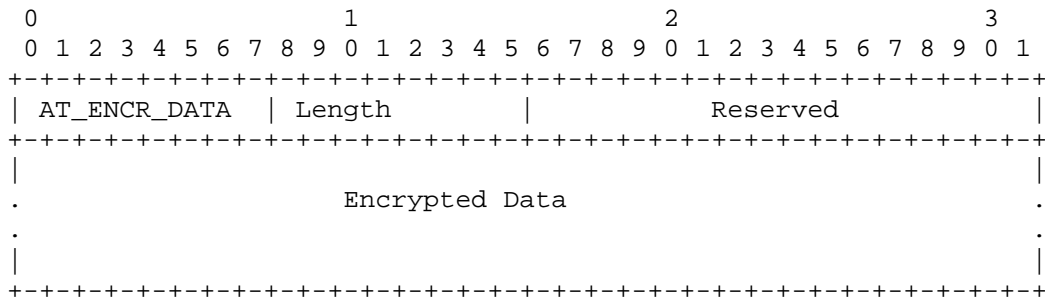 0                   1                   2                   3
 0 1 2 3 4 5 6 7 8 9 0 1 2 3 4 5 6 7 8 9 0 1 2 3 4 5 6 7 8 9 0 1
+-+-+-+-+-+-+-+-+-+-+-+-+-+-+-+-+-+-+-+-+-+-+-+-+-+-+-+-+-+-+-+-+
| AT_ENCR_DATA  | Length        |           Reserved            |
+-+-+-+-+-+-+-+-+-+-+-+-+-+-+-+-+-+-+-+-+-+-+-+-+-+-+-+-+-+-+-+-+
|                                                               |
.                    Encrypted Data                             .
.                                                               .
|                                                               |
+-+-+-+-+-+-+-+-+-+-+-+-+-+-+-+-+-+-+-+-+-+-+-+-+-+-+-+-+-+-+-+-+